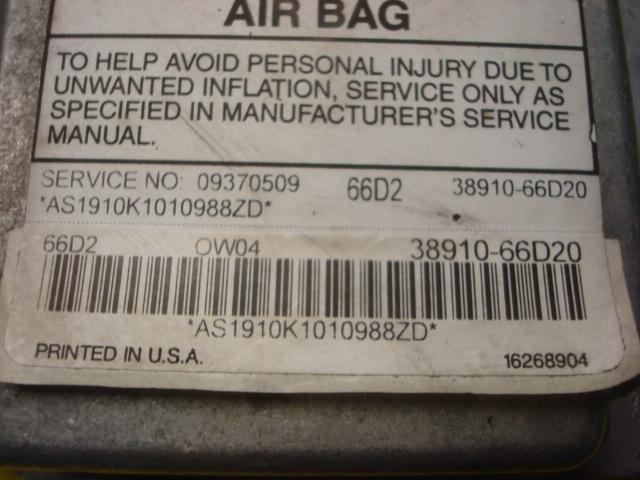 AIR BAG
TO HELP AVOID PERSONAL INJURY DUE TO
UNWANTED INFLATION, SERVICE ONLY AS
SPECIFIED IN MANUFACTURER'S SERVICE
MANUAL.
SERVICE NO: 09370509 66D2 38910-66D20
*AS1910K1010988ZD*
66D2 OW04 38910-66D20
*AS1910K1010988ZD*
PRINTED IN U.S.A. 16268904